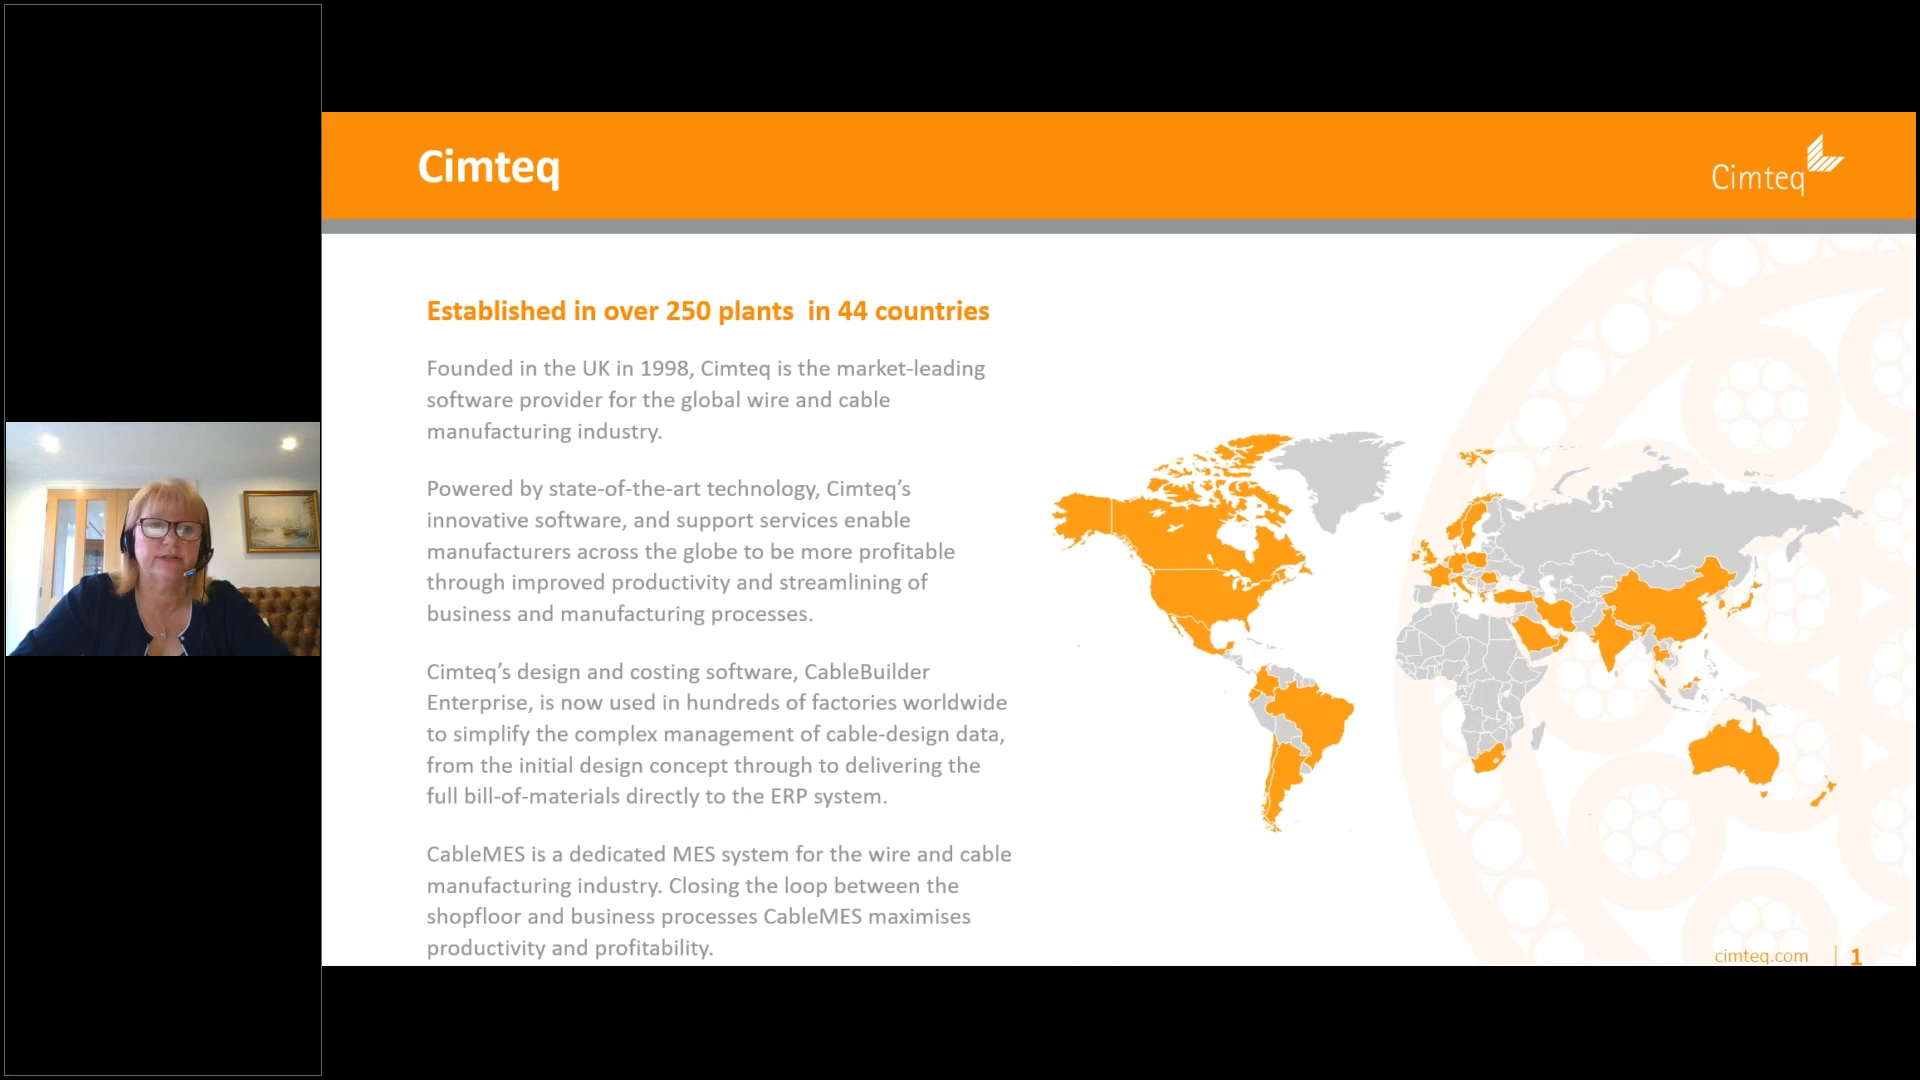 Cimteq
Cimteq
Established in over 250 plants  in 44 countries
Founded in the UK in 1998, Cimteq is the market-leading
software provider for the global wire and cable
manufacturing industry.
Powered by state-of-the-art technology, Cimteq’s
innovative software, and support services enable
manufacturers across the globe to be more profitable
through improved productivity and streamlining of
business and manufacturing processes.
Cimteq’s design and costing software, CableBuilder
Enterprise, is now used in hundreds of factories worldwide
to simplify the complex management of cable-design data,
from the initial design concept through to delivering the
full bill-of-materials directly to the ERP system.
CableMES is a dedicated MES system for the wire and cable
manufacturing industry. Closing the loop between the
shopfloor and business processes CableMES maximises
productivity and profitability.
cimteq.com
1